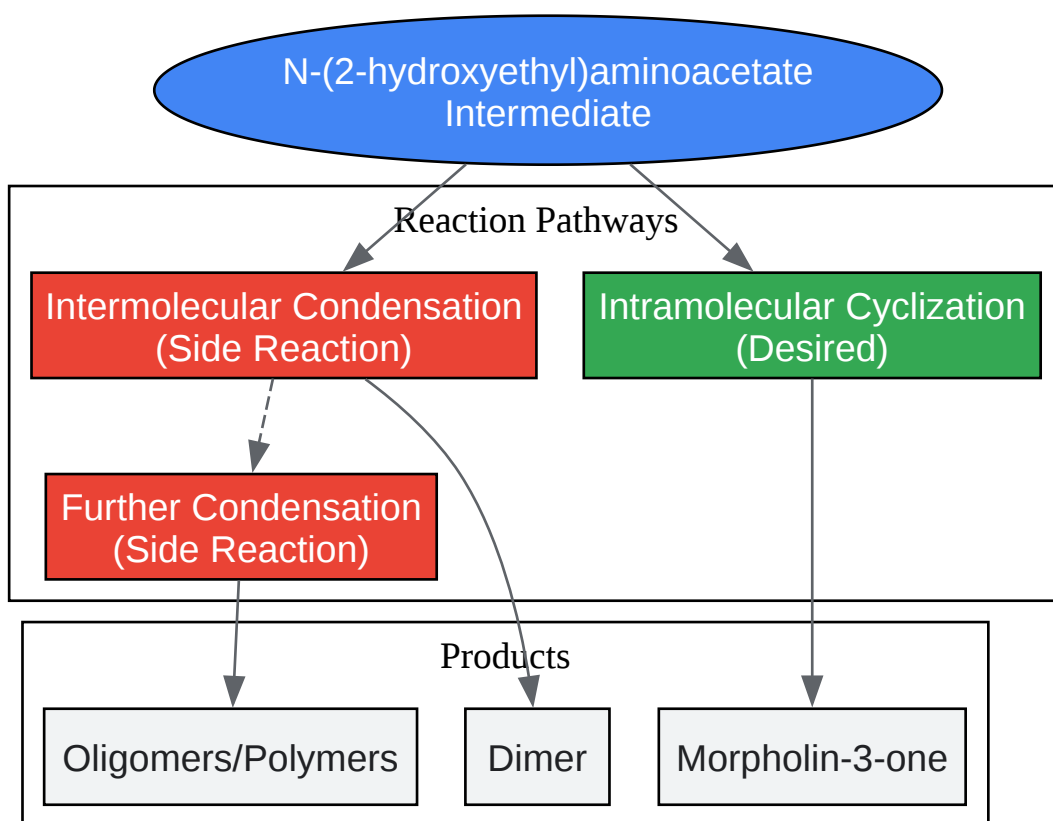 N-(2-hydroxyethyl)aminoacetate
Intermediate
Reaction Pathways
Intermolecular Condensation
(Side Reaction)
Intramolecular Cyclization
(Desired)
Further Condensation
(Side Reaction)
Products
Oligomers/Polymers
Dimer
Morpholin-3-one